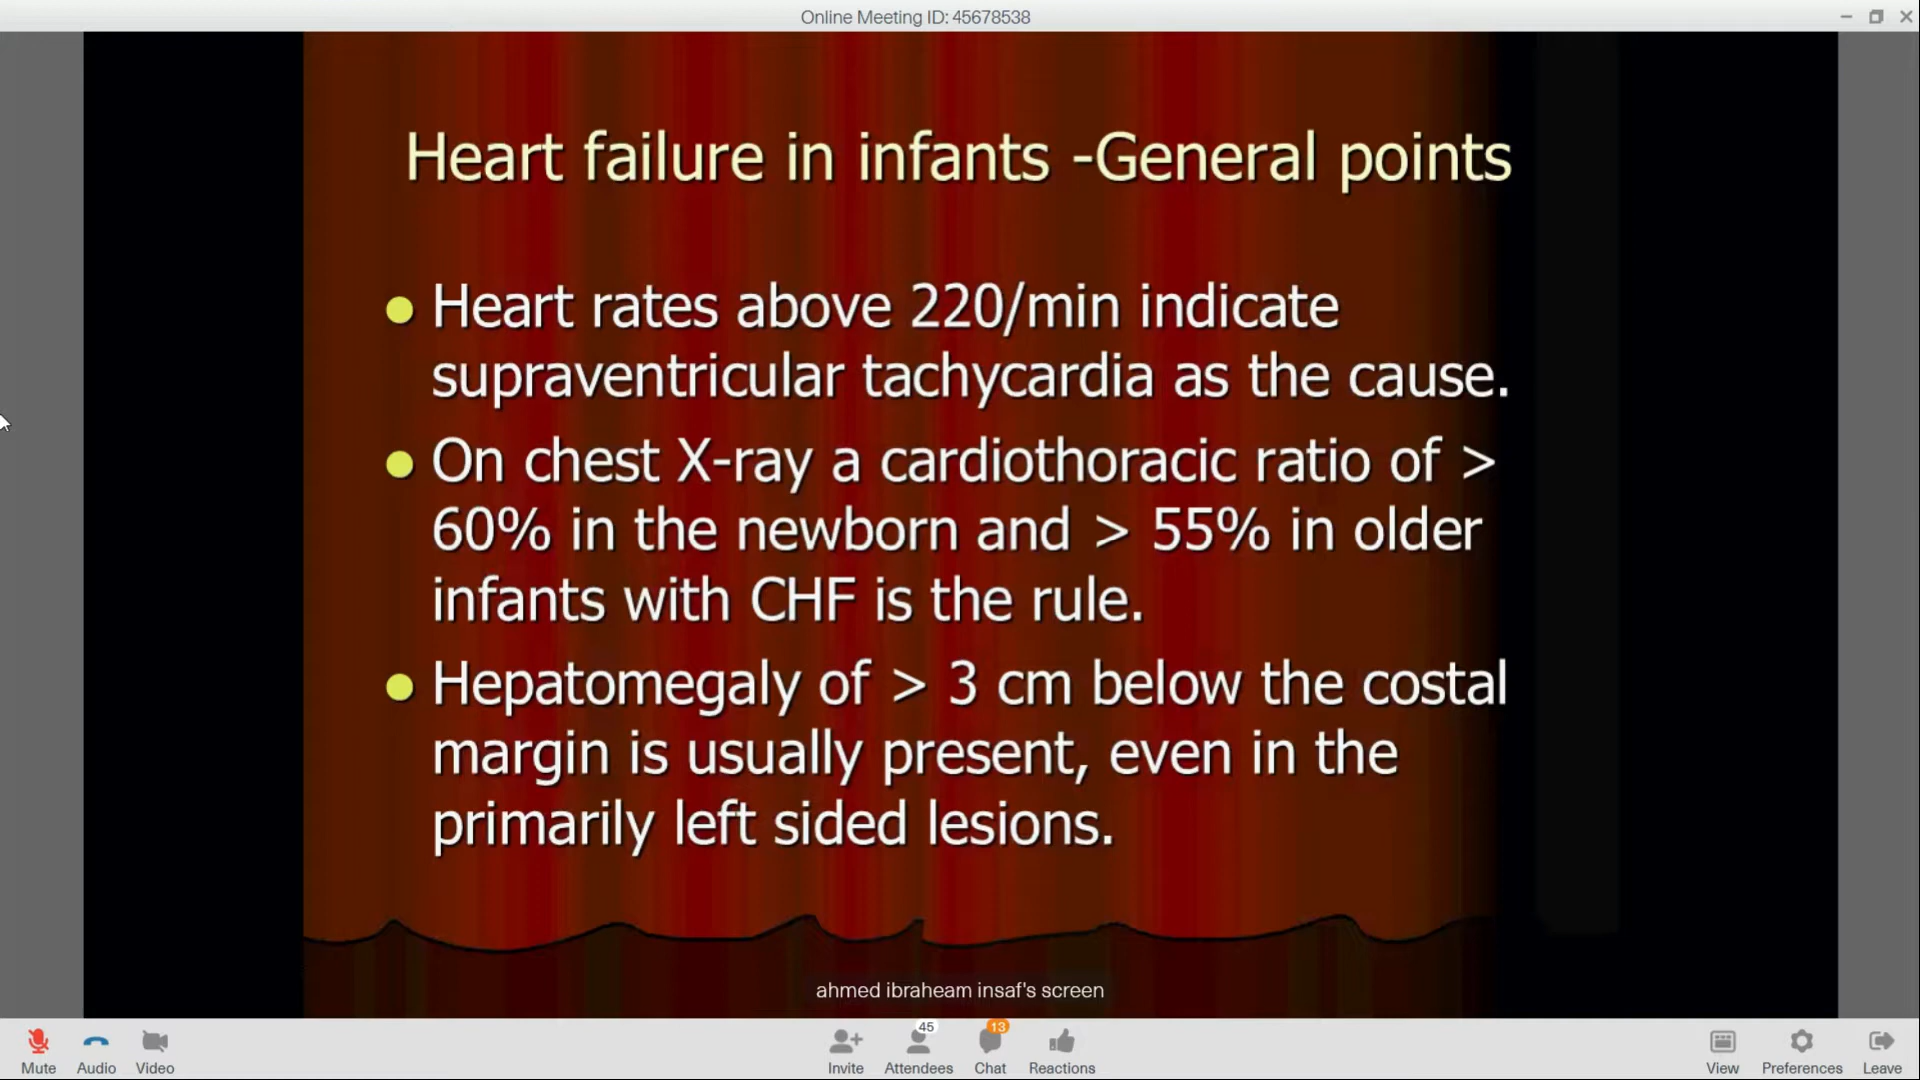 Online Meeting ID: 45678538
Heart failure in infants -General points
Heart rates above 220/min indicate
supraventricular tachycardia as the cause.
On chest X-ray a cardiothoracic ratio of >
60% in the newborn and > 55% in older
infants with CHF is the rule.
Hepatomegaly of > 3 cm below the costal
margin is usually present, even in the
primarily left sided lesions.
ahmed ibraheam insaf's screen
45 13
Mute Audio Video Invite Attendees Chat Reactions View Preferences Leave